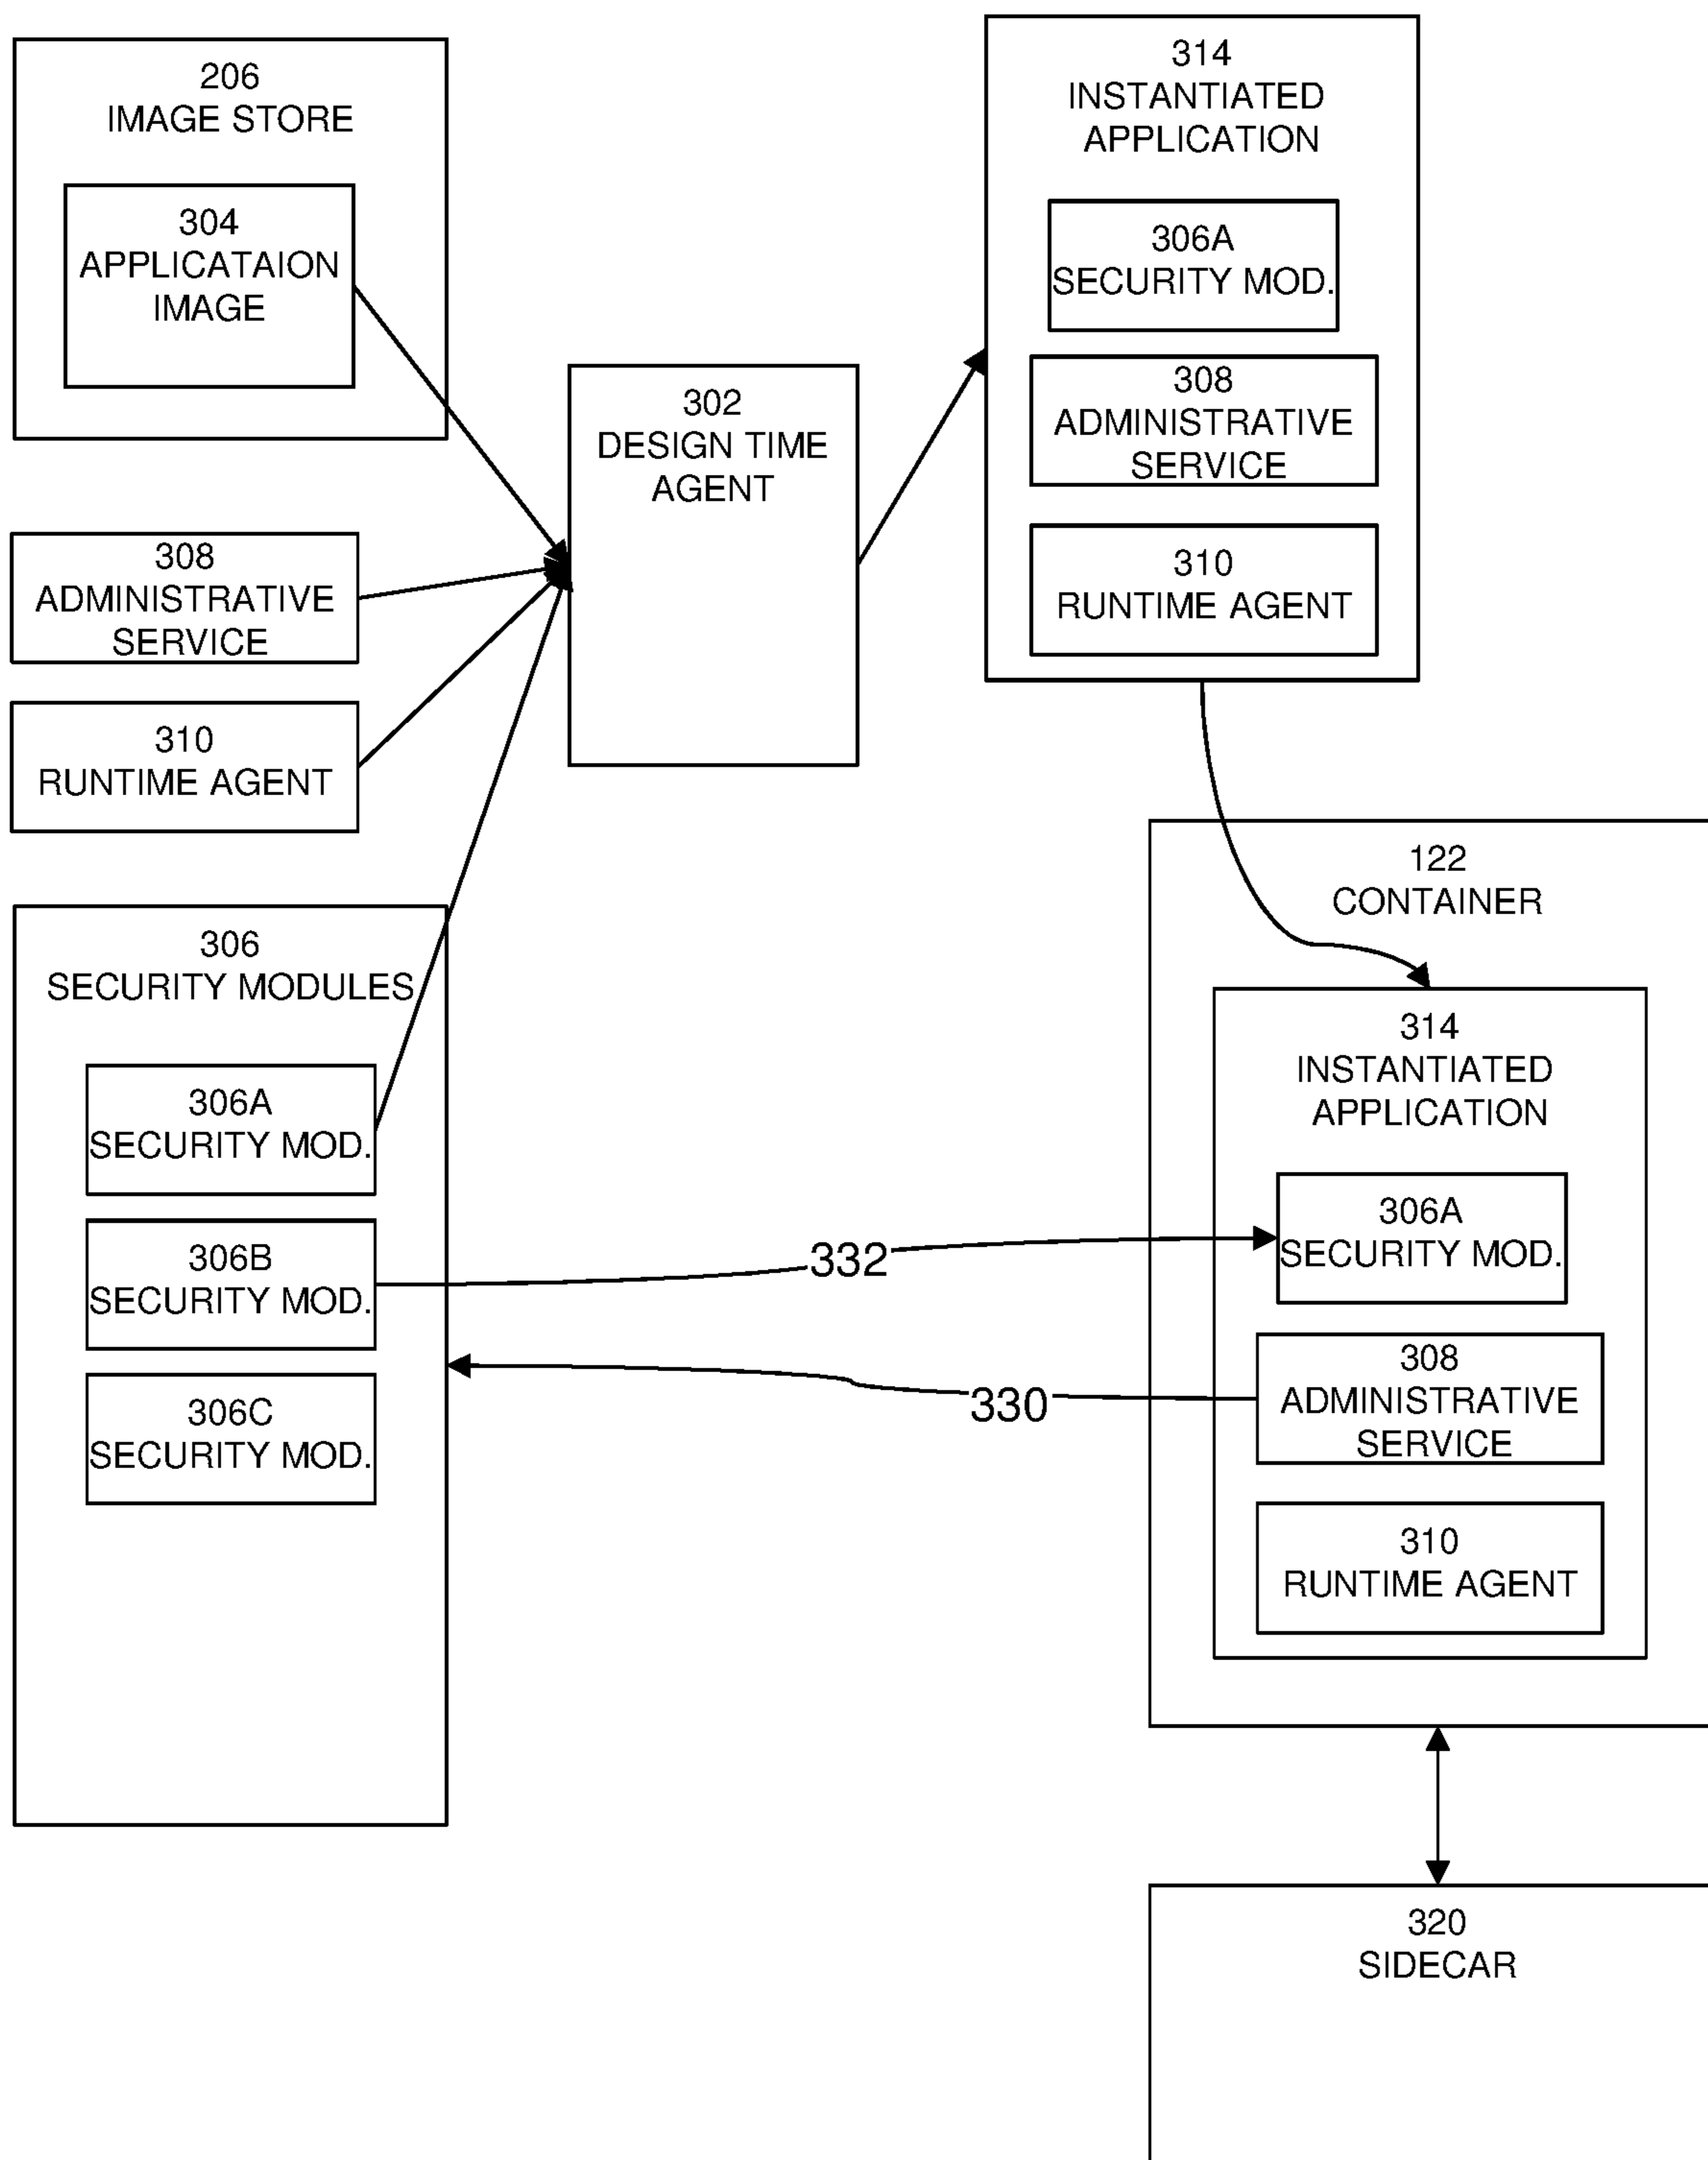 206
IMAGE STORE
304
APPLICATAION
IMAGE
308
ADMINISTRATIVE
SERVICE
310
RUNTIME AGENT
306
SECURITY MODULES
306A
SECURITY MOD.
306B
SECURITY MOD.
306C
SECURITY MOD.
302
DESIGN TIME
AGENT
314
INSTANTIATED
APPLICATION
306A
SECURITY MOD.
308
ADMINISTRATIVE
SERVICE
310
RUNTIME AGENT
332
330
122
CONTAINER
314
INSTANTIATED
APPLICATION
306A
SECURITY MOD.
308
ADMINISTRATIVE
SERVICE
310
RUNTIME AGENT
320
SIDECAR